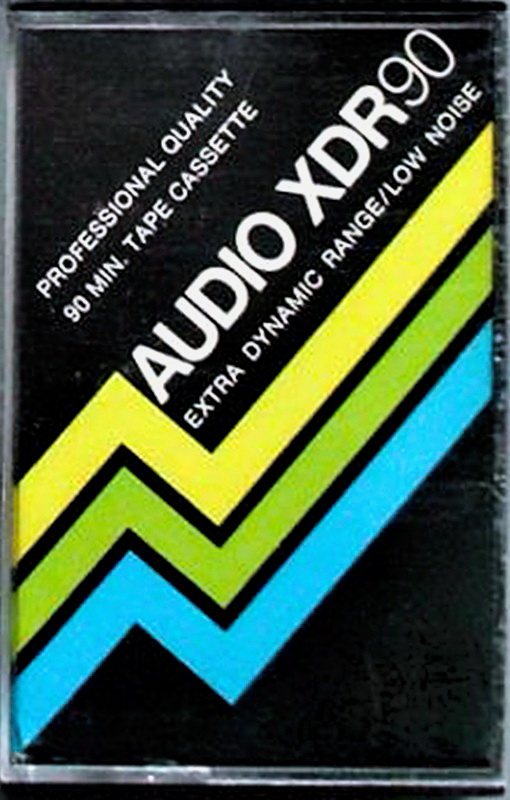 PROFESSIONAL QUALITY
90 MIN. TAPE CASSETTE
AUDIO XDR90
EXTRA DYNAMIC RANGE/LOW NOISE